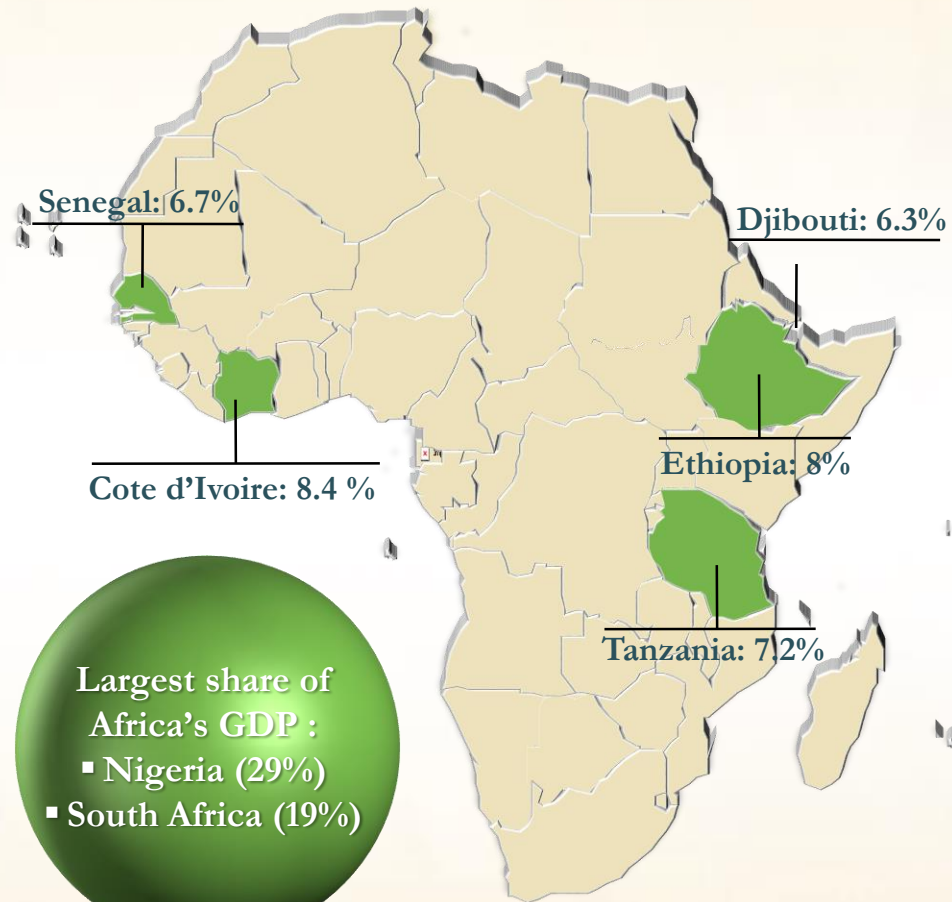 Senegal: 6.7%
Djibouti: 6.3%
Ethiopia: 8%
Cote d’Ivoire: 8.4 %
Tanzania: 7.2%
Largest share of
Africa’s GDP :
▪ Nigeria (29%)
▪ South Africa (19%)